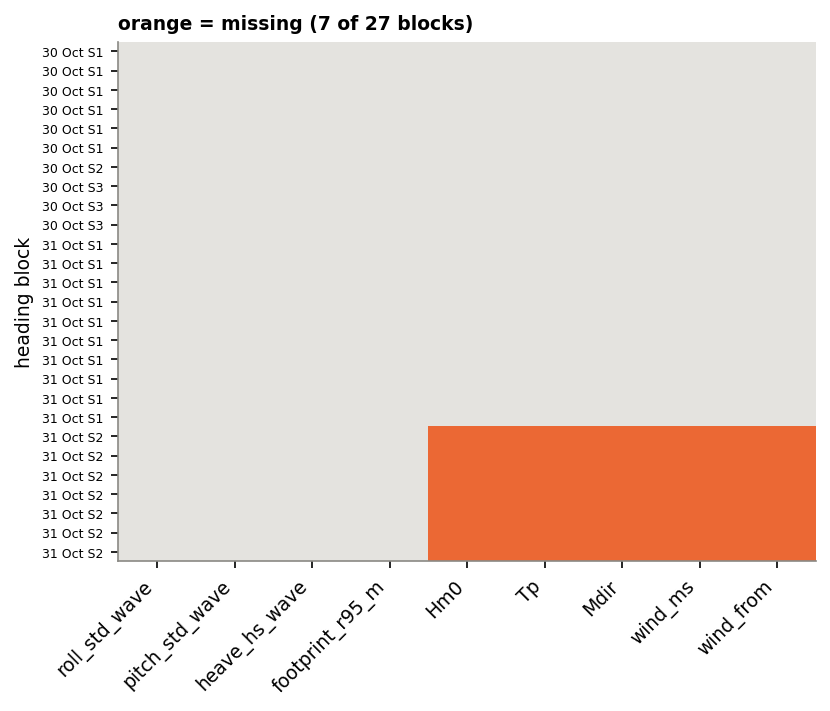 orange = missing (7 of 27 blocks)
30 Oct S1
30 Oct S1
30 Oct S1
30 Oct S1
30 Oct S1
30 Oct S1
30 Oct S2
30 Oct S3
30 Oct S3
30 Oct S3
31 Oct S1
31 Oct S1
31 Oct S1
31 Oct S1
31 Oct S1
31 Oct S1
31 Oct S1
31 Oct S1
31 Oct S1
31 Oct S1
31 Oct S2
31 Oct S2
31 Oct S2
31 Oct S2
31 Oct S2
31 Oct S2
31 Oct S2
heading block
roll_std_wave
pitch_std_wave
heave_hs_wave
footprint_r95_m
Hm0
Tp
Mdir
wind_ms
wind_from